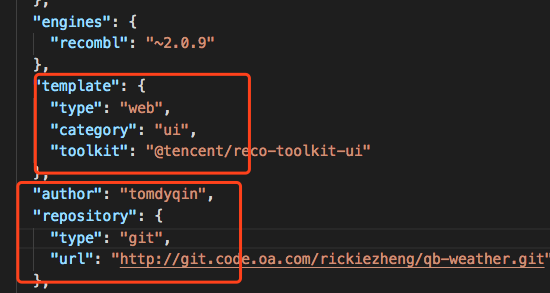 },
"engines": {
"recombl": "~2.0.9"
},
"template": {
"type": "web",
"category": "ui",
"toolkit": "@tencent/reco-toolkit-ui"
},
"author": "tomdyqin",
"repository": {
"type": "git",
"url": "http://git.code.oa.com/rickiezheng/qb-weather.git"
},